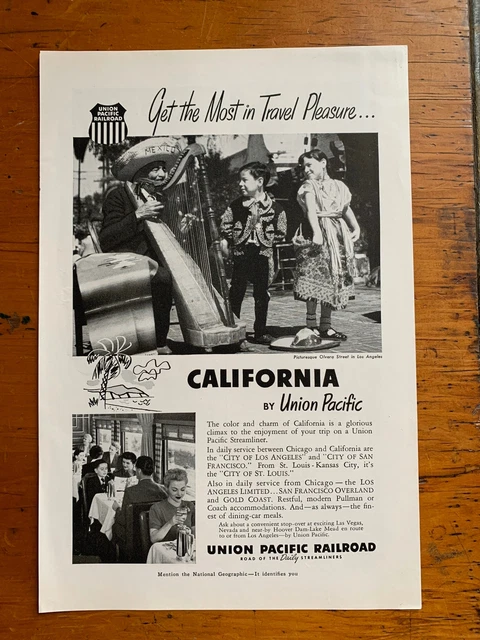 UNION
PACIFIC
RAILROAD
Get the Most in Travel Pleasure...
MEXICO
Picturesque Olvera Street in Los Angeles
CALIFORNIA
BY Union Pacific
The color and charm of California is a glorious
climax to the enjoyment of your trip on a Union
Pacific Streamliner.
In daily service between Chicago and California are
the "CITY OF LOS ANGELES" and "CITY OF SAN
FRANCISCO." From St. Louis-Kansas City, it's
the "CITY OF ST. LOUIS."
Also in daily service from Chicago—the LOS
ANGELES LIMITED...SAN FRANCISCO OVERLAND
and GOLD COAST. Restful, modern Pullman or
Coach accommodations. And—as always—the fin-
est of dining-car meals.
Ask about a convenient stop-over at exciting Las Vegas,
Nevada and near-by Hoover Dam-Lake Mead en route
to or from Los Angeles—by Union Pacific.
UNION PACIFIC RAILROAD
ROAD OF THE Daily STREAMLINERS
Mention the National Geographic—It identifies you